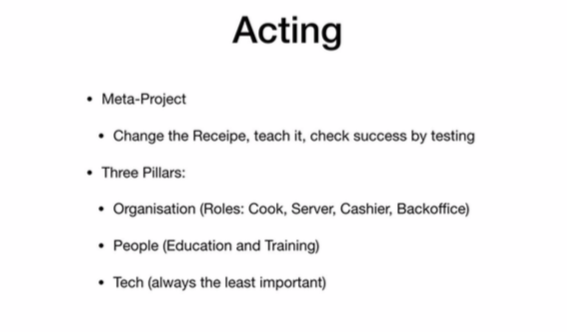 Acting
• Meta-Project
• Change the Receipe, teach it, check success by testing
• Three Pillars:
• Organisation (Roles: Cook, Server, Cashier, Backoffice)
• People (Education and Training)
• Tech (always the least important)